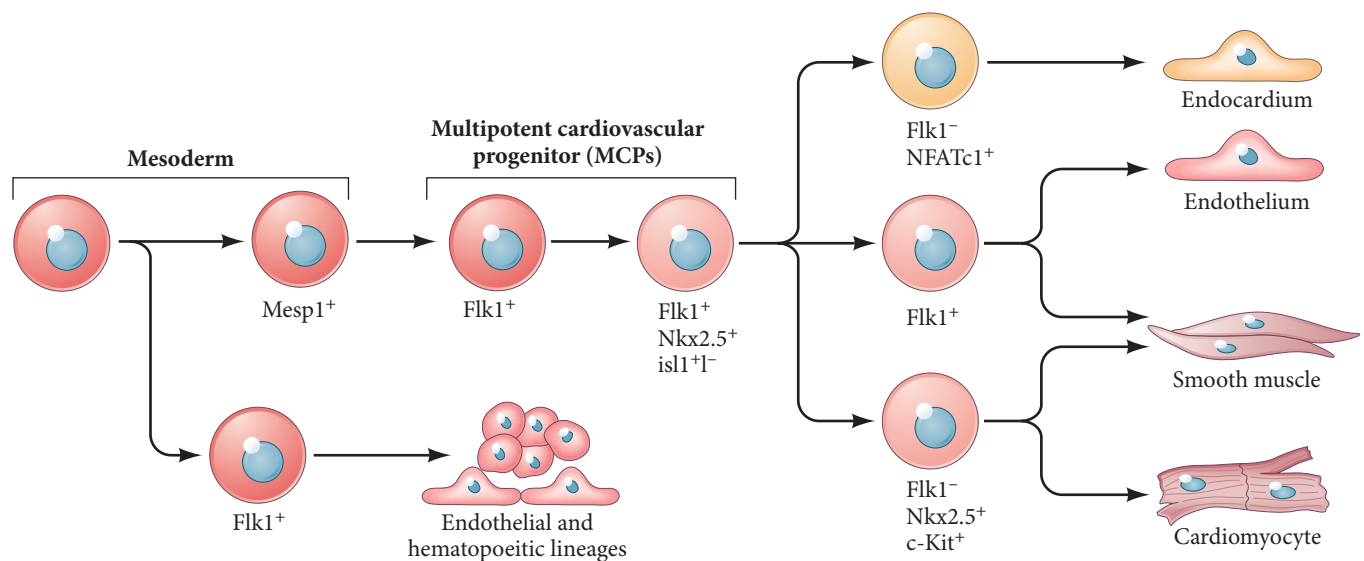 Mesoderm
Mesp1⁺
Multipotent cardiovascular
progenitor (MCPs)
Flk1⁺
Flk1⁺
Nkx2.5⁺
isl1⁺l⁻
Flk1⁺
Endothelial and
hematopoeitic lineages
Flk1⁻
NFATc1⁺
Flk1⁺
Flk1⁻
Nkx2.5⁺
c-Kit⁺
Endocardium
Endothelium
Smooth muscle
Cardiomyocyte